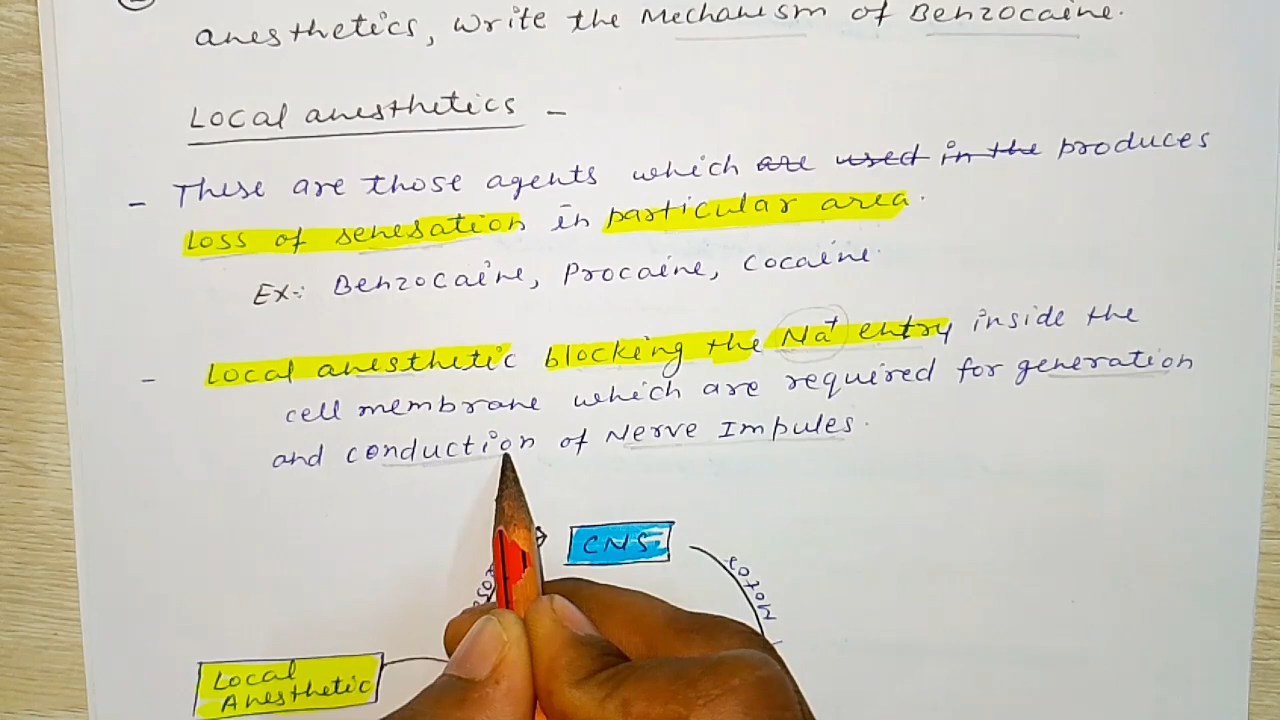 anesthetics, write the Mechanism of Benzocaine.
Local anesthetics -
- These are those agents which are used in the produces
Loss of senesation in particular area.
Ex:- Benzocaine, Procaine, Cocaine.
- Local anesthetic blocking the Na+ entry inside the
cell membrane which are required for generation
and conduction of Nerve Impules.
CNS
Motor
Local
Anesthetic